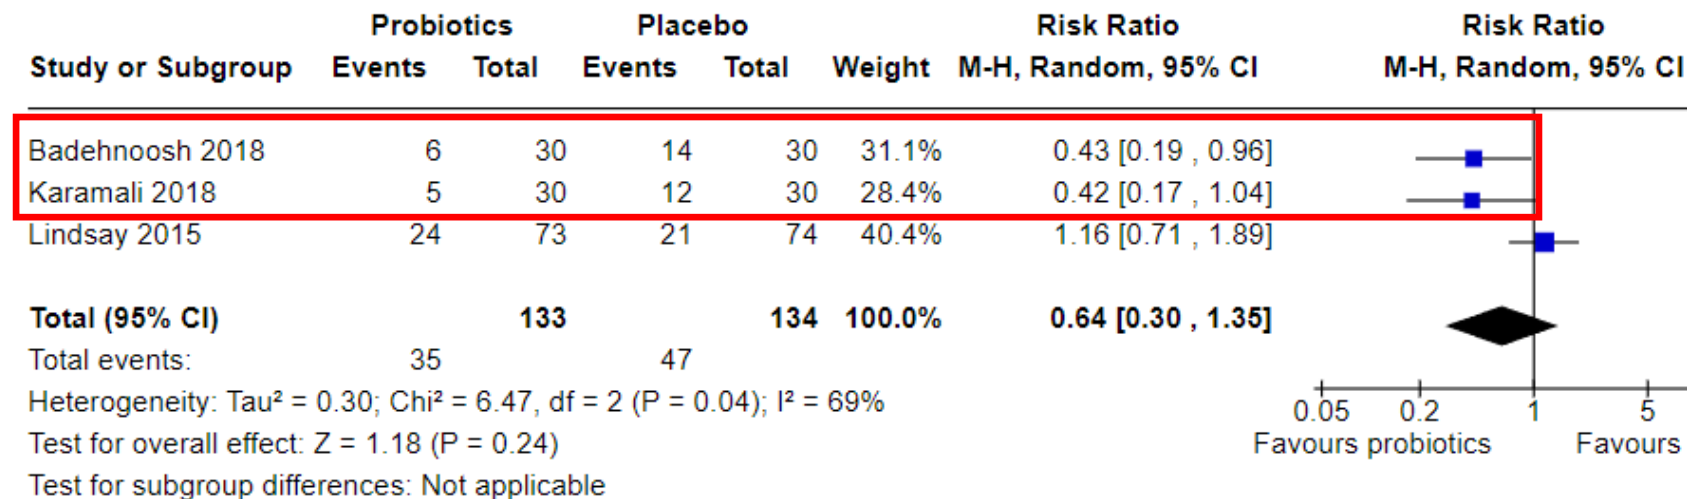 Probiotics Placebo Risk Ratio Risk Ratio
Study or Subgroup Events Total Events Total Weight M-H, Random, 95% CI M-H, Random, 95% CI
Badehnoosh 2018 6 30 14 30 31.1% 0.43 [0.19 , 0.96]
Karamali 2018 5 30 12 30 28.4% 0.42 [0.17 , 1.04]
Lindsay 2015 24 73 21 74 40.4% 1.16 [0.71 , 1.89]
Total (95% CI) 133 134 100.0% 0.64 [0.30 , 1.35]
Total events: 35 47
Heterogeneity: Tau² = 0.30; Chi² = 6.47, df = 2 (P = 0.04); I² = 69%
0.05 0.2 1 5
Test for overall effect: Z = 1.18 (P = 0.24) Favours probiotics Favours
Test for subgroup differences: Not applicable